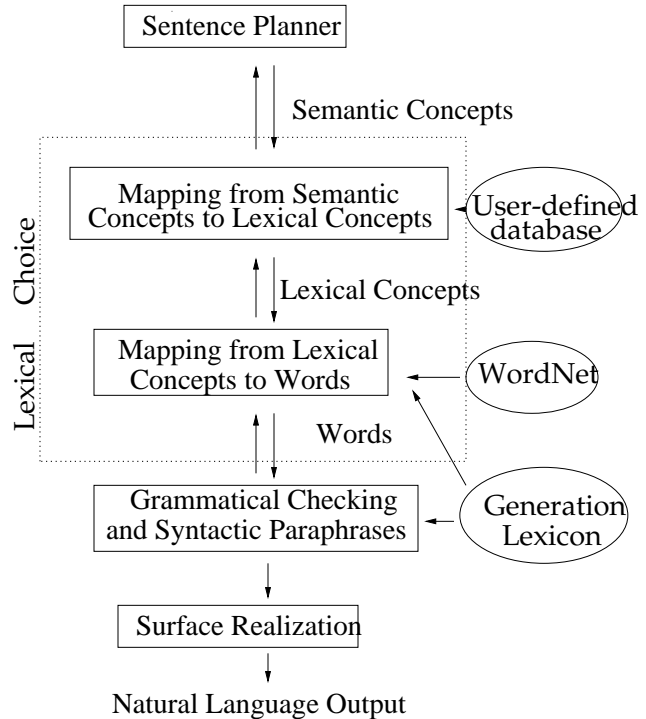 Sentence Planner
Semantic Concepts
Mapping from Semantic
Concepts to Lexical Concepts
User-defined
database
Lexical Choice
Lexical Concepts
Mapping from Lexical
Concepts to Words
WordNet
Words
Grammatical Checking
and Syntactic Paraphrases
Generation
Lexicon
Surface Realization
Natural Language Output